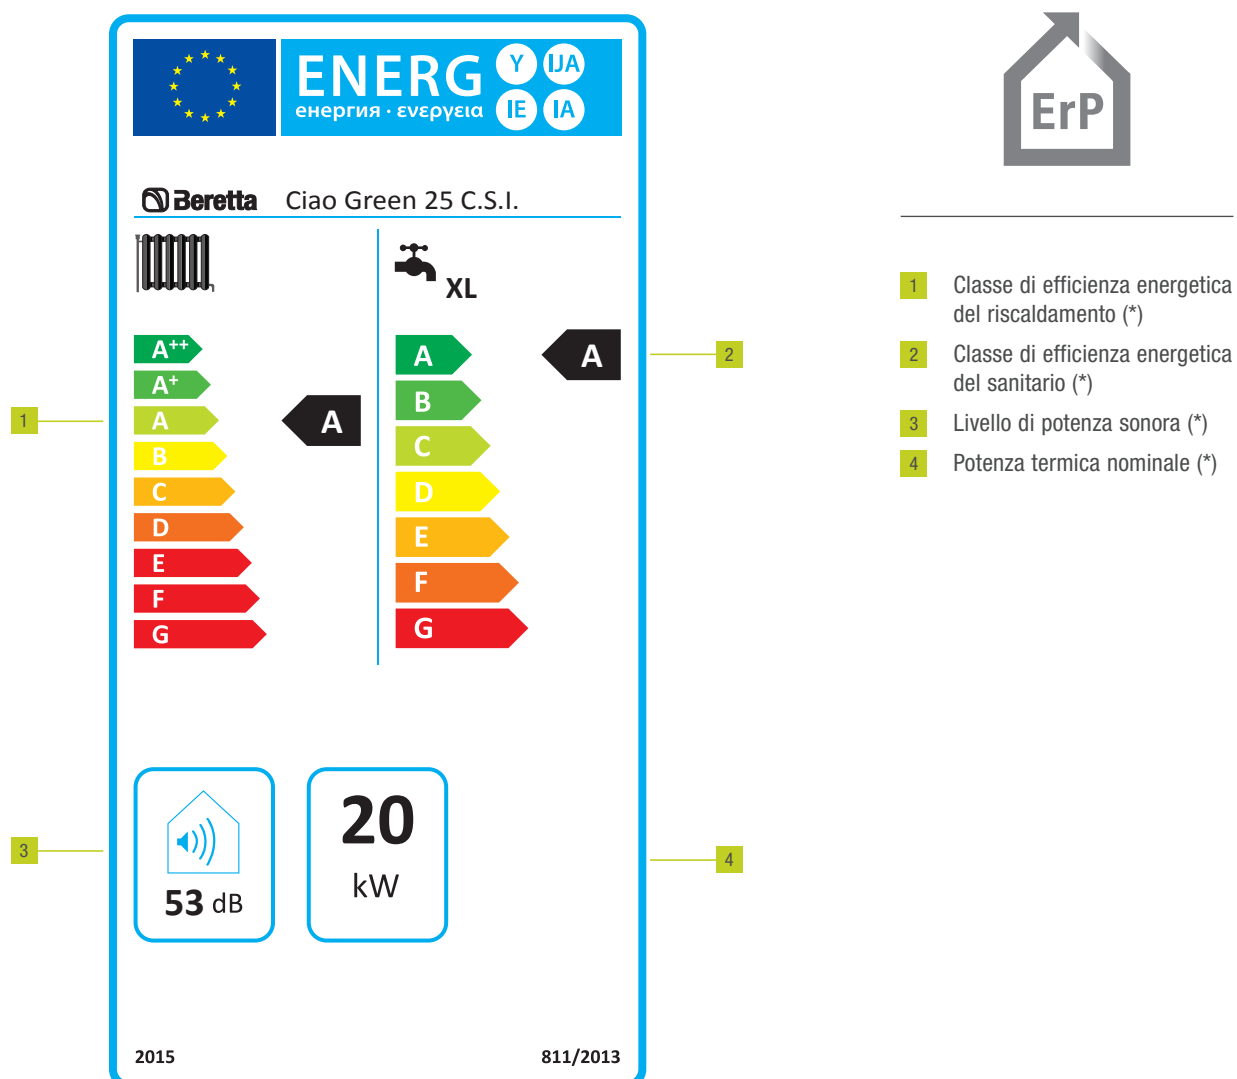 ENERG
енергия · ενεργεια
Y
IJA
IE
IA
Beretta
Ciao Green 25 C.S.I.
XL
A++
A+
A
B
C
D
E
F
G
A
A
B
C
D
E
F
G
A
53 dB
20
kW
2015
811/2013
1
2
3
4
ErP
1 Classe di efficienza energetica
del riscaldamento (*)
2 Classe di efficienza energetica
del sanitario (*)
3 Livello di potenza sonora (*)
4 Potenza termica nominale (*)